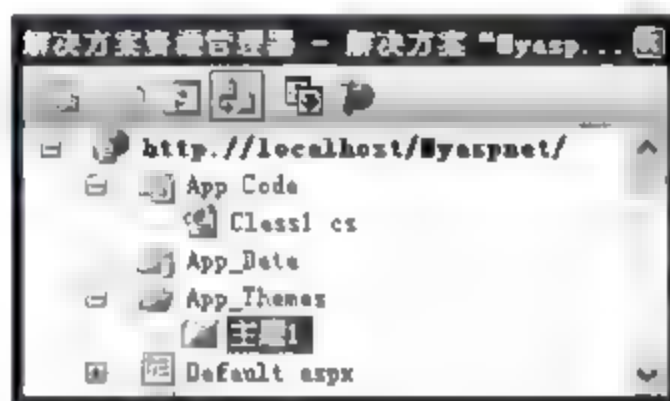 解决方案资源管理器 - 解决方案 "Myasp...
http://localhost/Myaspnet/
App_Code
Class1.cs
App_Data
App_Themes
主题1
Default.aspx